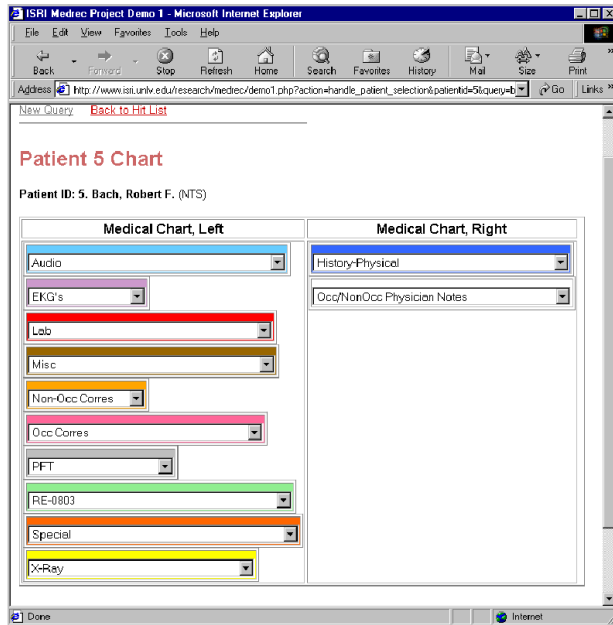 ISRI Medrec Project Demo 1 - Microsoft Internet Explorer
File Edit View Favorites Tools Help
Back Forward Stop Refresh Home Search Favorites History Mail Size Print »
Address http://www.isri.unlv.edu/research/medrec/demo1.php?action=handle_patient_selection&patientid=5&query=b Go Links »
New Query Back to Hit List
Patient 5 Chart
Patient ID: 5. Bach, Robert F. (NTS)
Medical Chart, Left Medical Chart, Right
Audio History-Physical
EKG's Occ/NonOcc Physician Notes
Lab
Misc
Non-Occ Corres
Occ Corres
PFT
RE-0803
Special
X-Ray
Done Internet